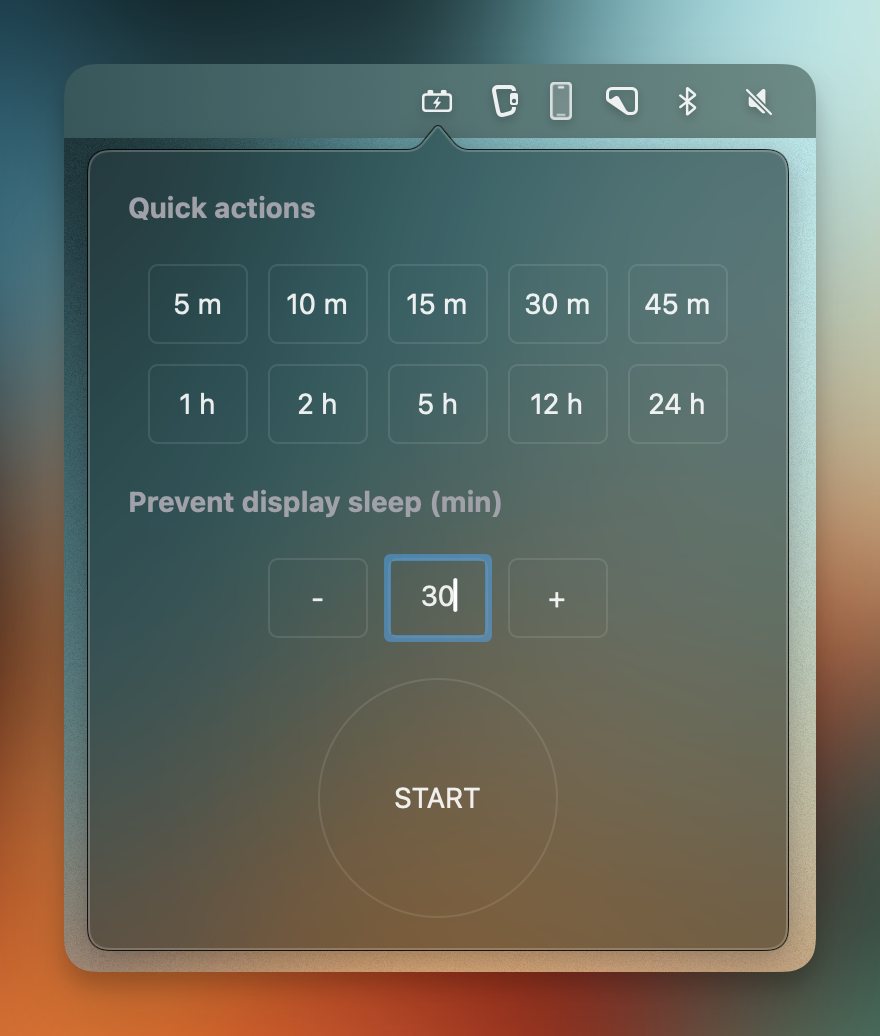 Quick actions
5 m 10 m 15 m 30 m 45 m
1 h 2 h 5 h 12 h 24 h
Prevent display sleep (min)
- 30 +
START